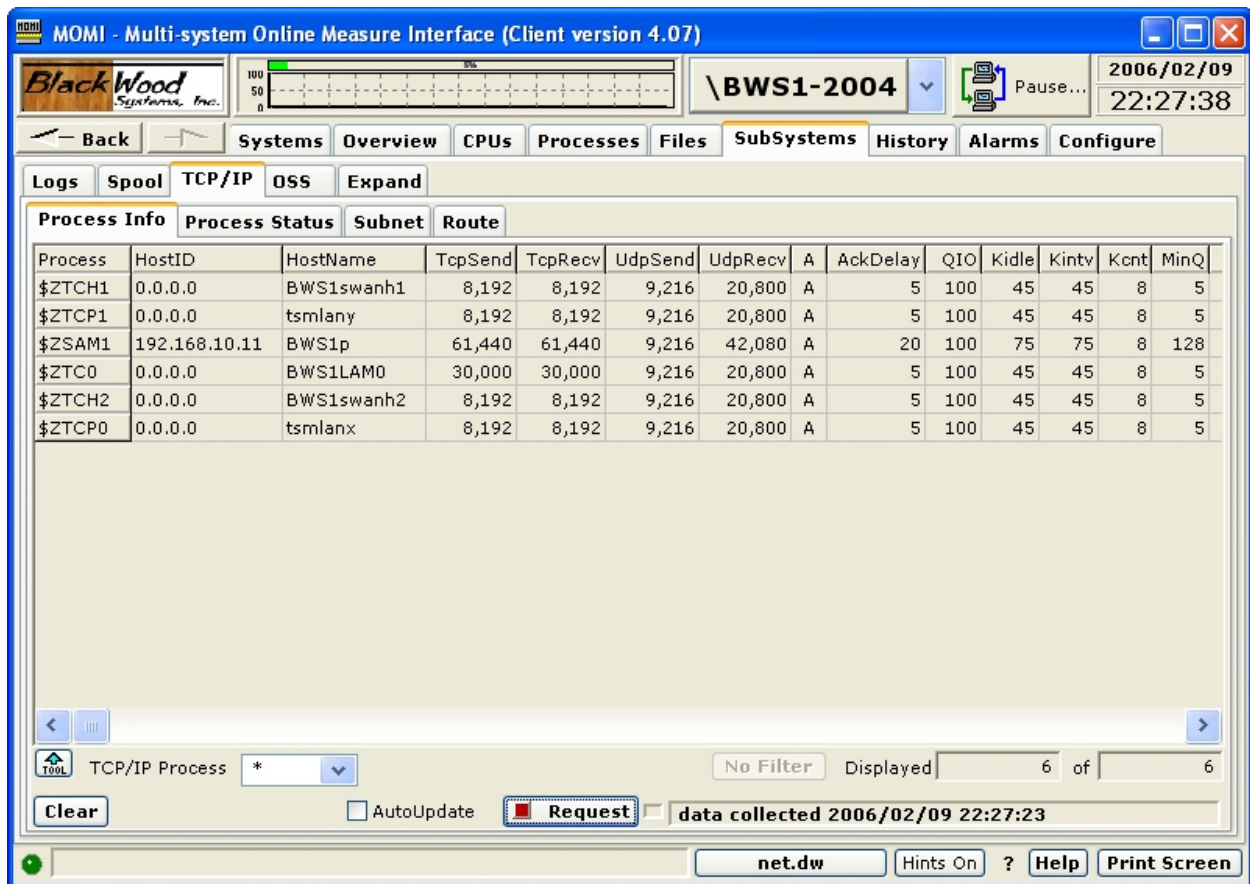 MOMI
MOMI - Multi-system Online Measure Interface (Client version 4.07)
BlackWood
Systems, Inc.
100
50
0
5%
\BWS1-2004
Pause...
2006/02/09
22:27:38
Back
Systems Overview CPUs Processes Files SubSystems History Alarms Configure
Logs Spool TCP/IP OSS Expand
Process Info Process Status Subnet Route
Process HostID HostName TcpSend TcpRecv UdpSend UdpRecv A AckDelay QIO Kidle Kintv Kcnt MinQ
$ZTCH1 0.0.0.0 BWS1swanh1 8,192 8,192 9,216 20,800 A 5 100 45 45 8 5
$ZTCP1 0.0.0.0 tsmlany 8,192 8,192 9,216 20,800 A 5 100 45 45 8 5
$ZSAM1 192.168.10.11 BWS1p 61,440 61,440 9,216 42,080 A 20 100 75 75 8 128
$ZTC0 0.0.0.0 BWS1LAM0 30,000 30,000 9,216 20,800 A 5 100 45 45 8 5
$ZTCH2 0.0.0.0 BWS1swanh2 8,192 8,192 9,216 20,800 A 5 100 45 45 8 5
$ZTCP0 0.0.0.0 tsmlanx 8,192 8,192 9,216 20,800 A 5 100 45 45 8 5
TOOL TCP/IP Process * No Filter Displayed 6 of 6
Clear AutoUpdate Request data collected 2006/02/09 22:27:23
net.dw Hints On ? Help Print Screen